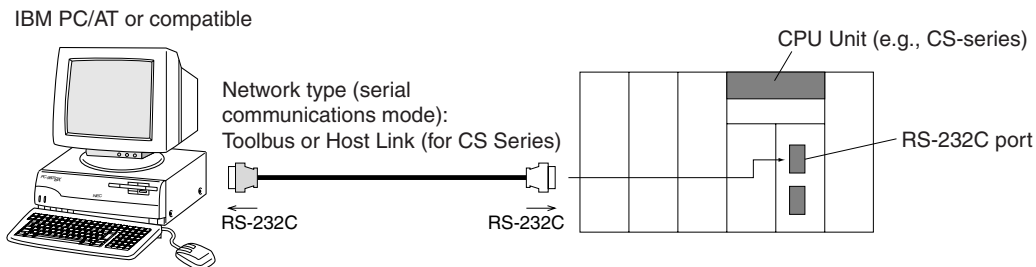 IBM PC/AT or compatible
CPU Unit (e.g., CS-series)
Network type (serial
communications mode):
Toolbus or Host Link (for CS Series)
RS-232C port
RS-232C
RS-232C